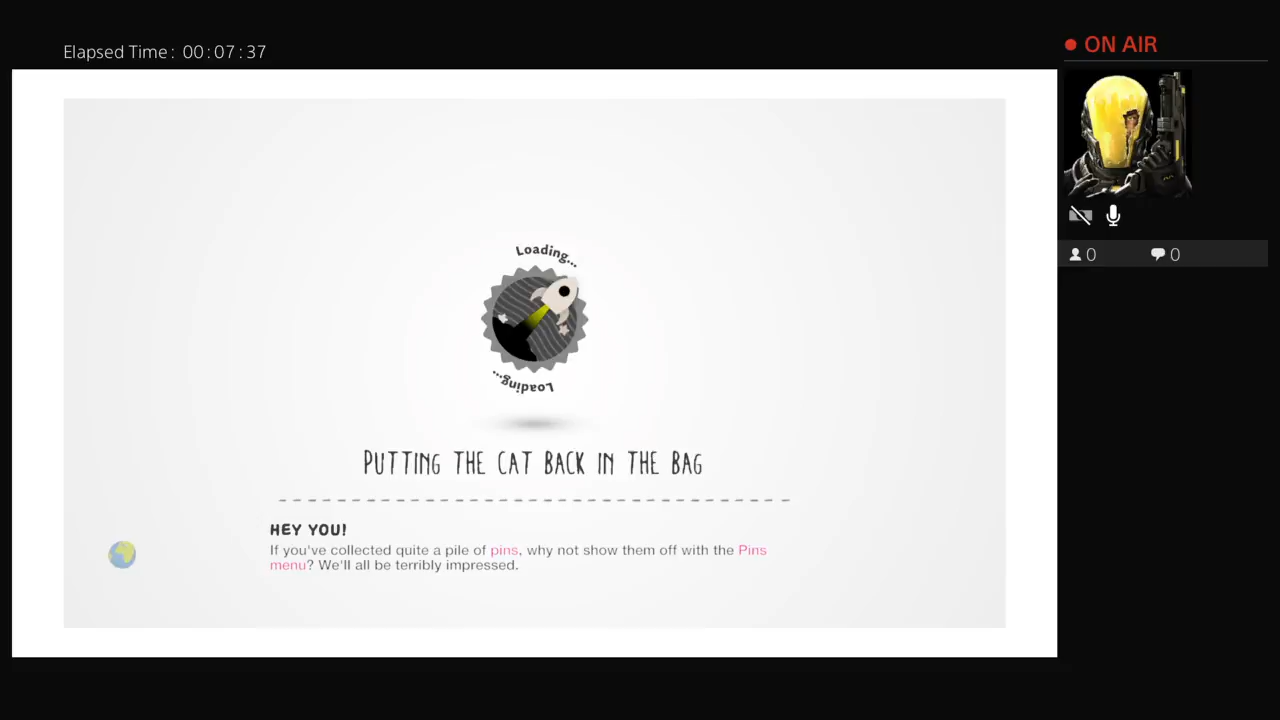 Elapsed Time: 00:07:37
ON AIR
0 0
Loading...
Loading...
PUTTING THE CAT BACK IN THE BAG
HEY YOU!
If you've collected quite a pile of pins, why not show them off with the Pins
menu? We'll all be terribly impressed.